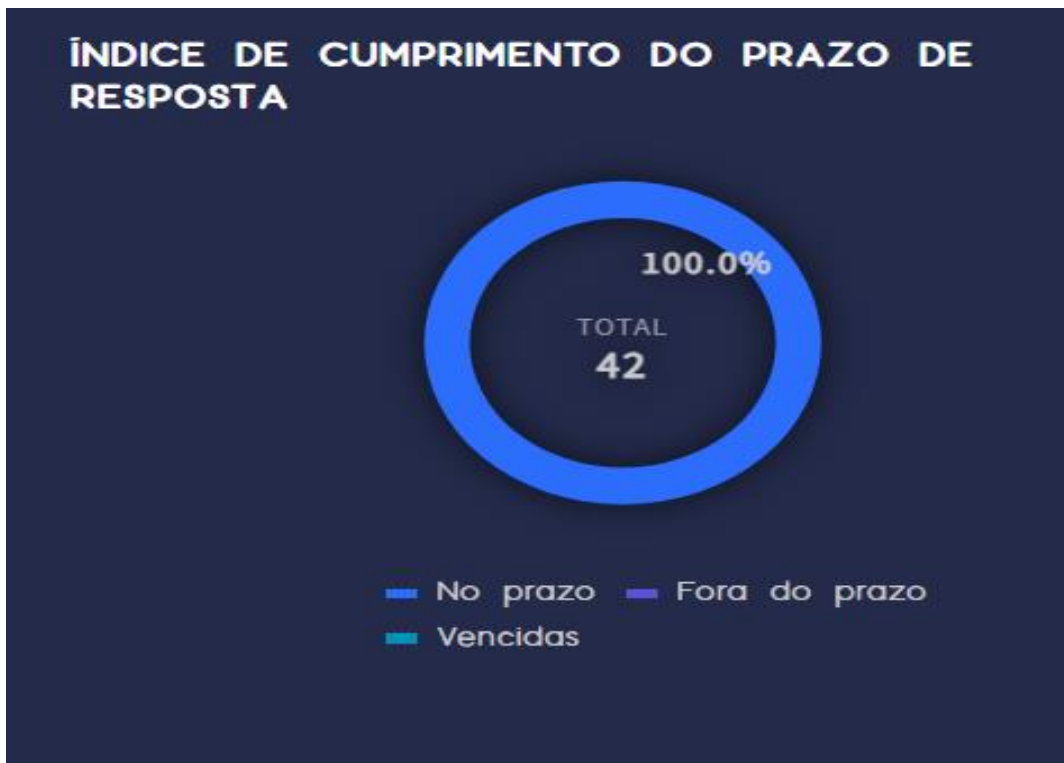 ÍNDICE DE CUMPRIMENTO DO PRAZO DE
RESPOSTA
100.0%
TOTAL
42
No prazo Fora do prazo
Vencidas